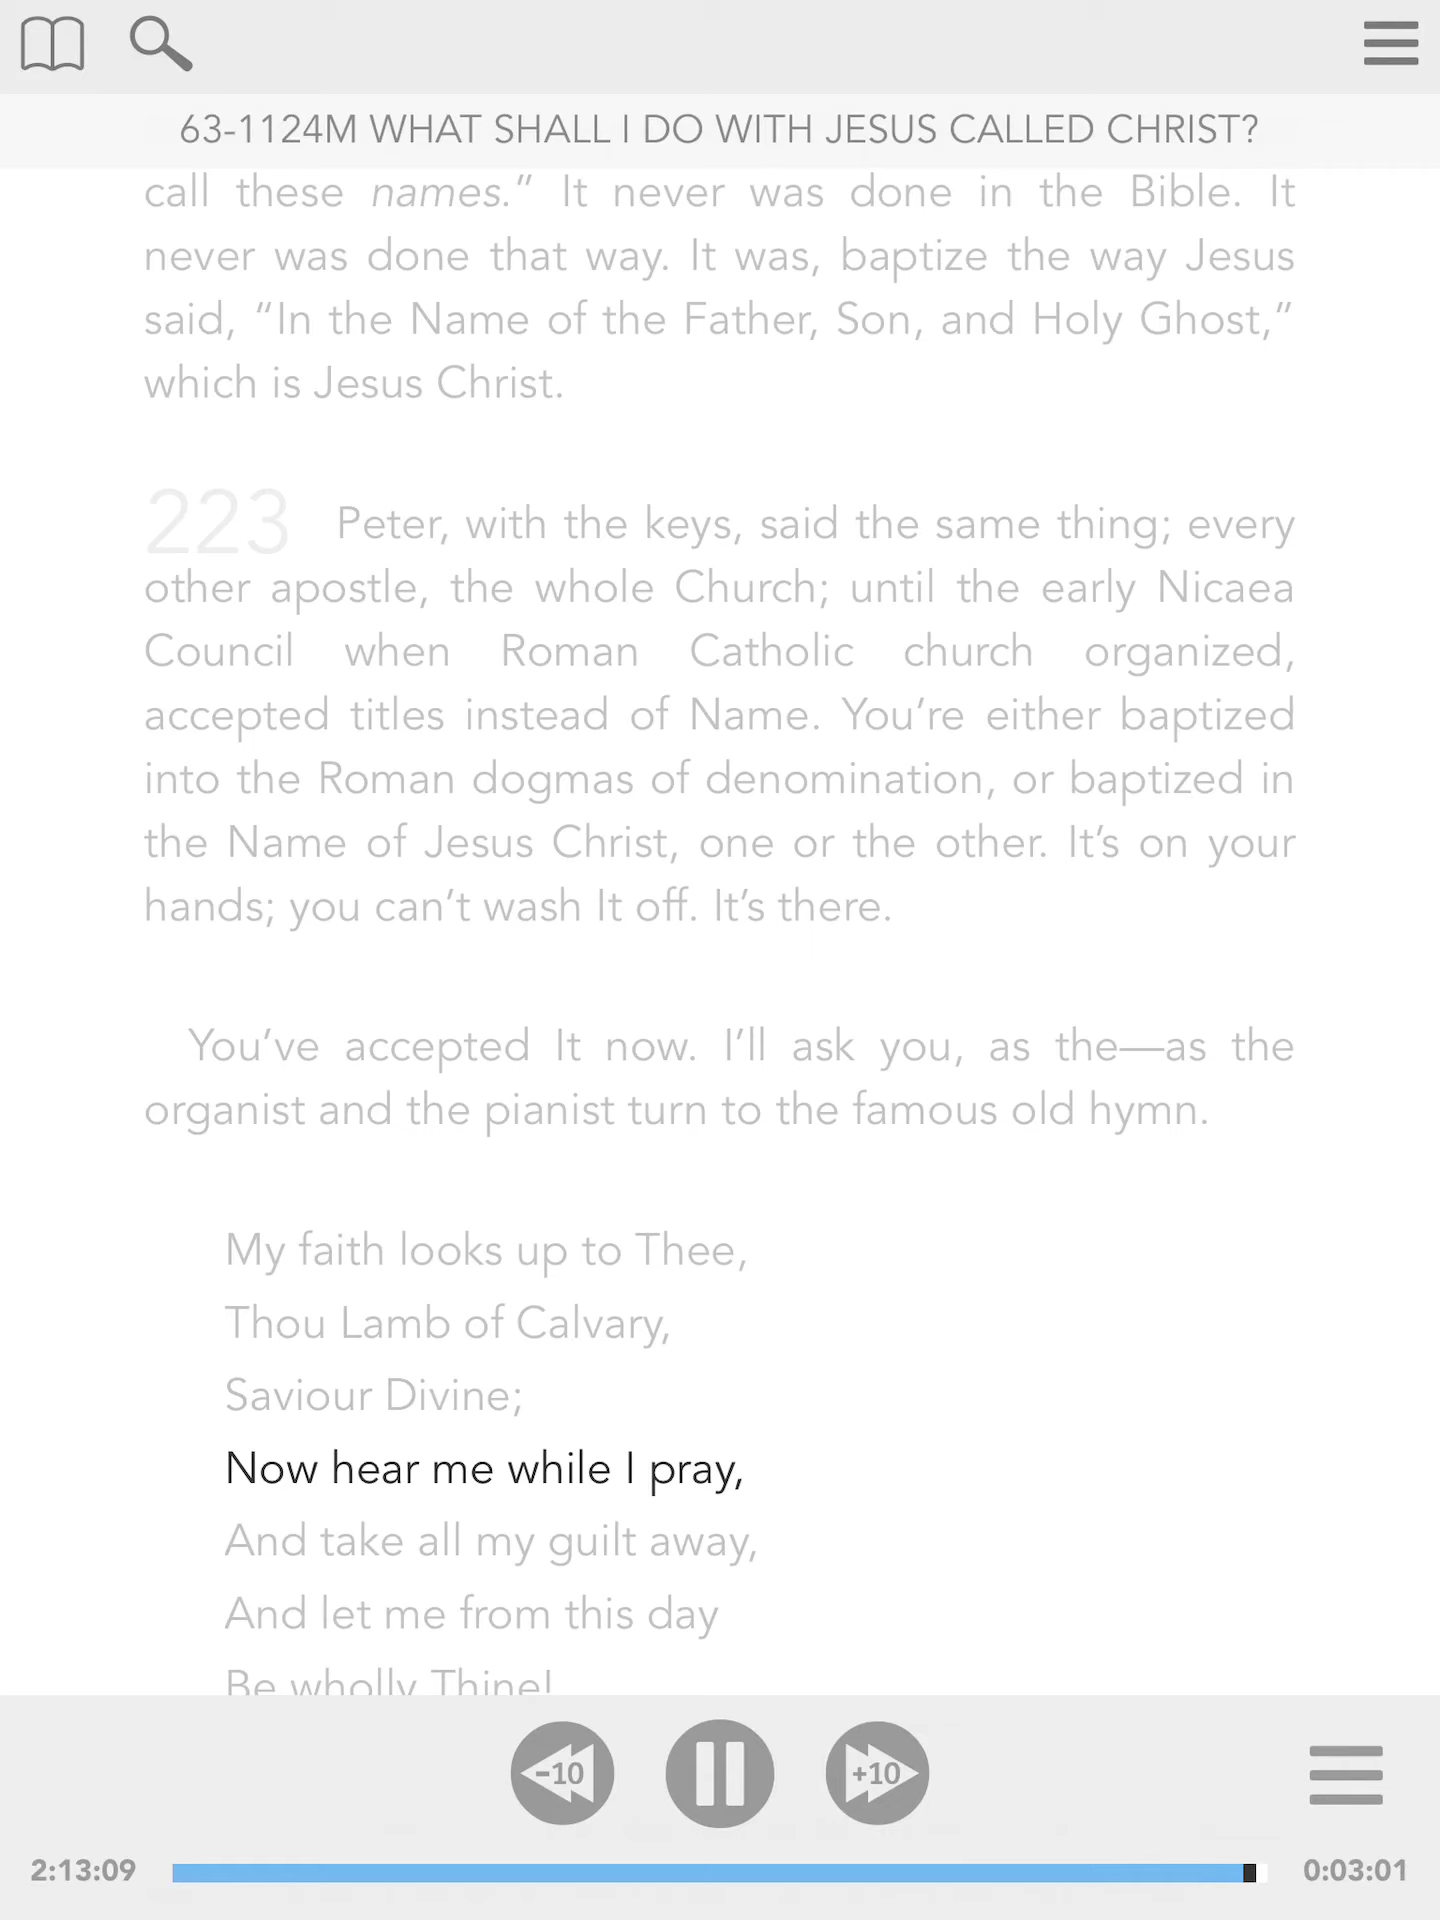 63-1124M WHAT SHALL I DO WITH JESUS CALLED CHRIST?
call these names.” It never was done in the Bible. It
never was done that way. It was, baptize the way Jesus
said, “In the Name of the Father, Son, and Holy Ghost,”
which is Jesus Christ.
223 Peter, with the keys, said the same thing; every
other apostle, the whole Church; until the early Nicaea
Council when Roman Catholic church organized,
accepted titles instead of Name. You’re either baptized
into the Roman dogmas of denomination, or baptized in
the Name of Jesus Christ, one or the other. It’s on your
hands; you can’t wash It off. It’s there.
You’ve accepted It now. I’ll ask you, as the—as the
organist and the pianist turn to the famous old hymn.
My faith looks up to Thee,
Thou Lamb of Calvary,
Saviour Divine;
Now hear me while I pray,
And take all my guilt away,
And let me from this day
Be wholly Thine!
-10 +10
2:13:09 0:03:01